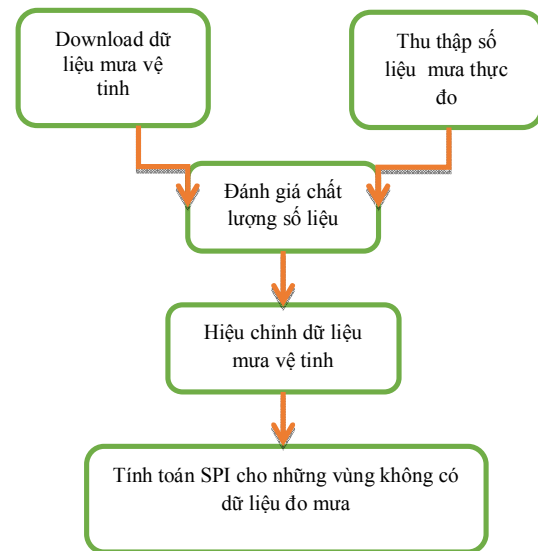 Download dữ
liệu mưa vệ
tinh
Thu thập số
liệu mưa thực
đo
Đánh giá chất
lượng số liệu
Hiệu chỉnh dữ liệu
mưa vệ tinh
Tính toán SPI cho những vùng không có
dữ liệu đo mưa